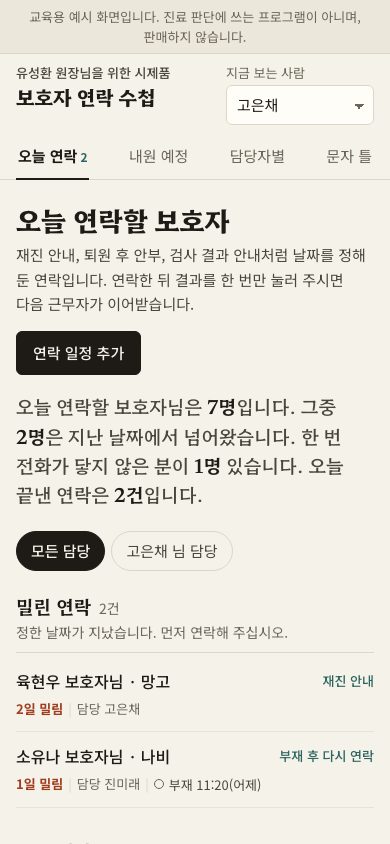 교육용 예시 화면입니다. 진료 판단에 쓰는 프로그램이 아니며,
판매하지 않습니다.
유성환 원장님을 위한 시제품
보호자 연락 수첩
지금 보는 사람
고은채
오늘 연락 2
내원 예정
담당자별
문자 틀
오늘 연락할 보호자
재진 안내, 퇴원 후 안부, 검사 결과 안내처럼 날짜를 정해
둔 연락입니다. 연락한 뒤 결과를 한 번만 눌러 주시면
다음 근무자가 이어받습니다.
연락 일정 추가
오늘 연락할 보호자님은 7명입니다. 그중
2명은 지난 날짜에서 넘어왔습니다. 한 번
전화가 닿지 않은 분이 1명 있습니다. 오늘
끝낸 연락은 2건입니다.
모든 담당
고은채 님 담당
밀린 연락 2건
정한 날짜가 지났습니다. 먼저 연락해 주십시오.
육현우 보호자님 · 망고
재진 안내
2일 밀림 | 담당 고은채
소유나 보호자님 · 나비
부재 후 다시 연락
1일 밀림 | 담당 진미래 | 부재 11:20(어제)